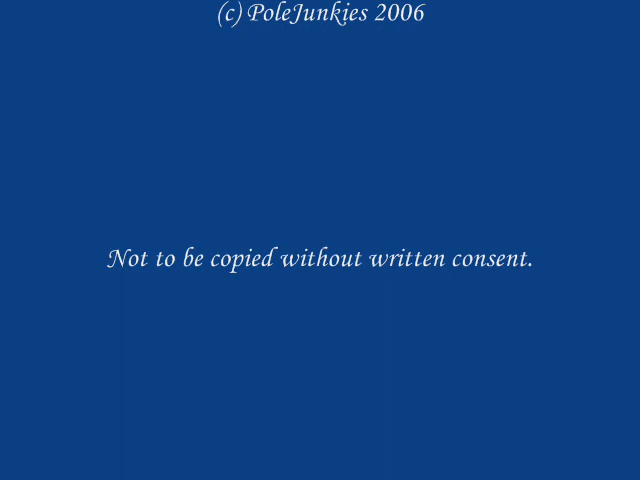 (c) PoleJunkies 2006
Not to be copied without written consent.